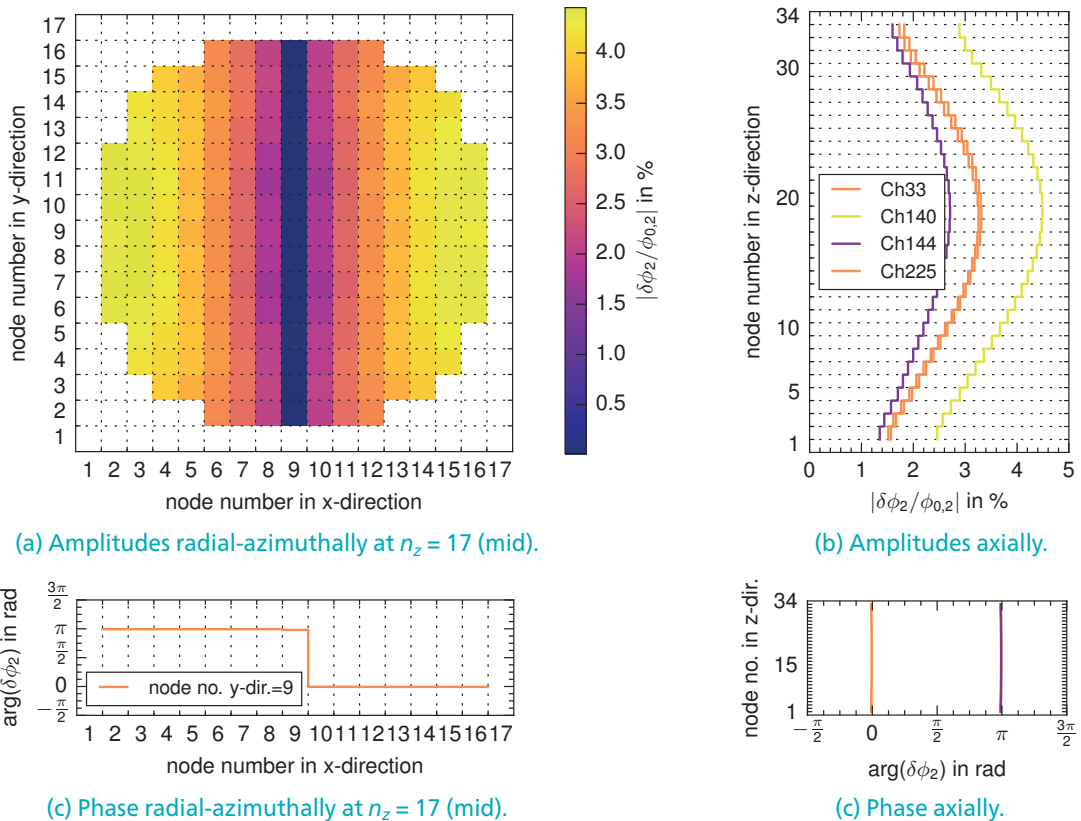 17
16
15
14
13
12
11
10
9
8
7
6
5
4
3
2
1
node number in y-direction
1 2 3 4 5 6 7 8 9 10 11 12 13 14 15 16 17
node number in x-direction
4.0
3.5
3.0
2.5
2.0
1.5
1.0
0.5
|δϕ₂/ϕ₀,₂| in %
(a) Amplitudes radial-azimuthally at n_z = 17 (mid).
34
30
20
10
5
1
node number in z-direction
Ch33
Ch140
Ch144
Ch225
0 1 2 3 4 5
|δϕ₂/ϕ₀,₂| in %
(b) Amplitudes axially.
3π/2
π
π/2
0
−π/2
arg(δϕ₂) in rad
node no. y-dir.=9
1 2 3 4 5 6 7 8 9 10 11 12 13 14 15 16 17
node number in x-direction
(c) Phase radial-azimuthally at n_z = 17 (mid).
34
15
1
node no. in z-dir.
−π/2 0 π/2 π 3π/2
arg(δϕ₂) in rad
(c) Phase axially.